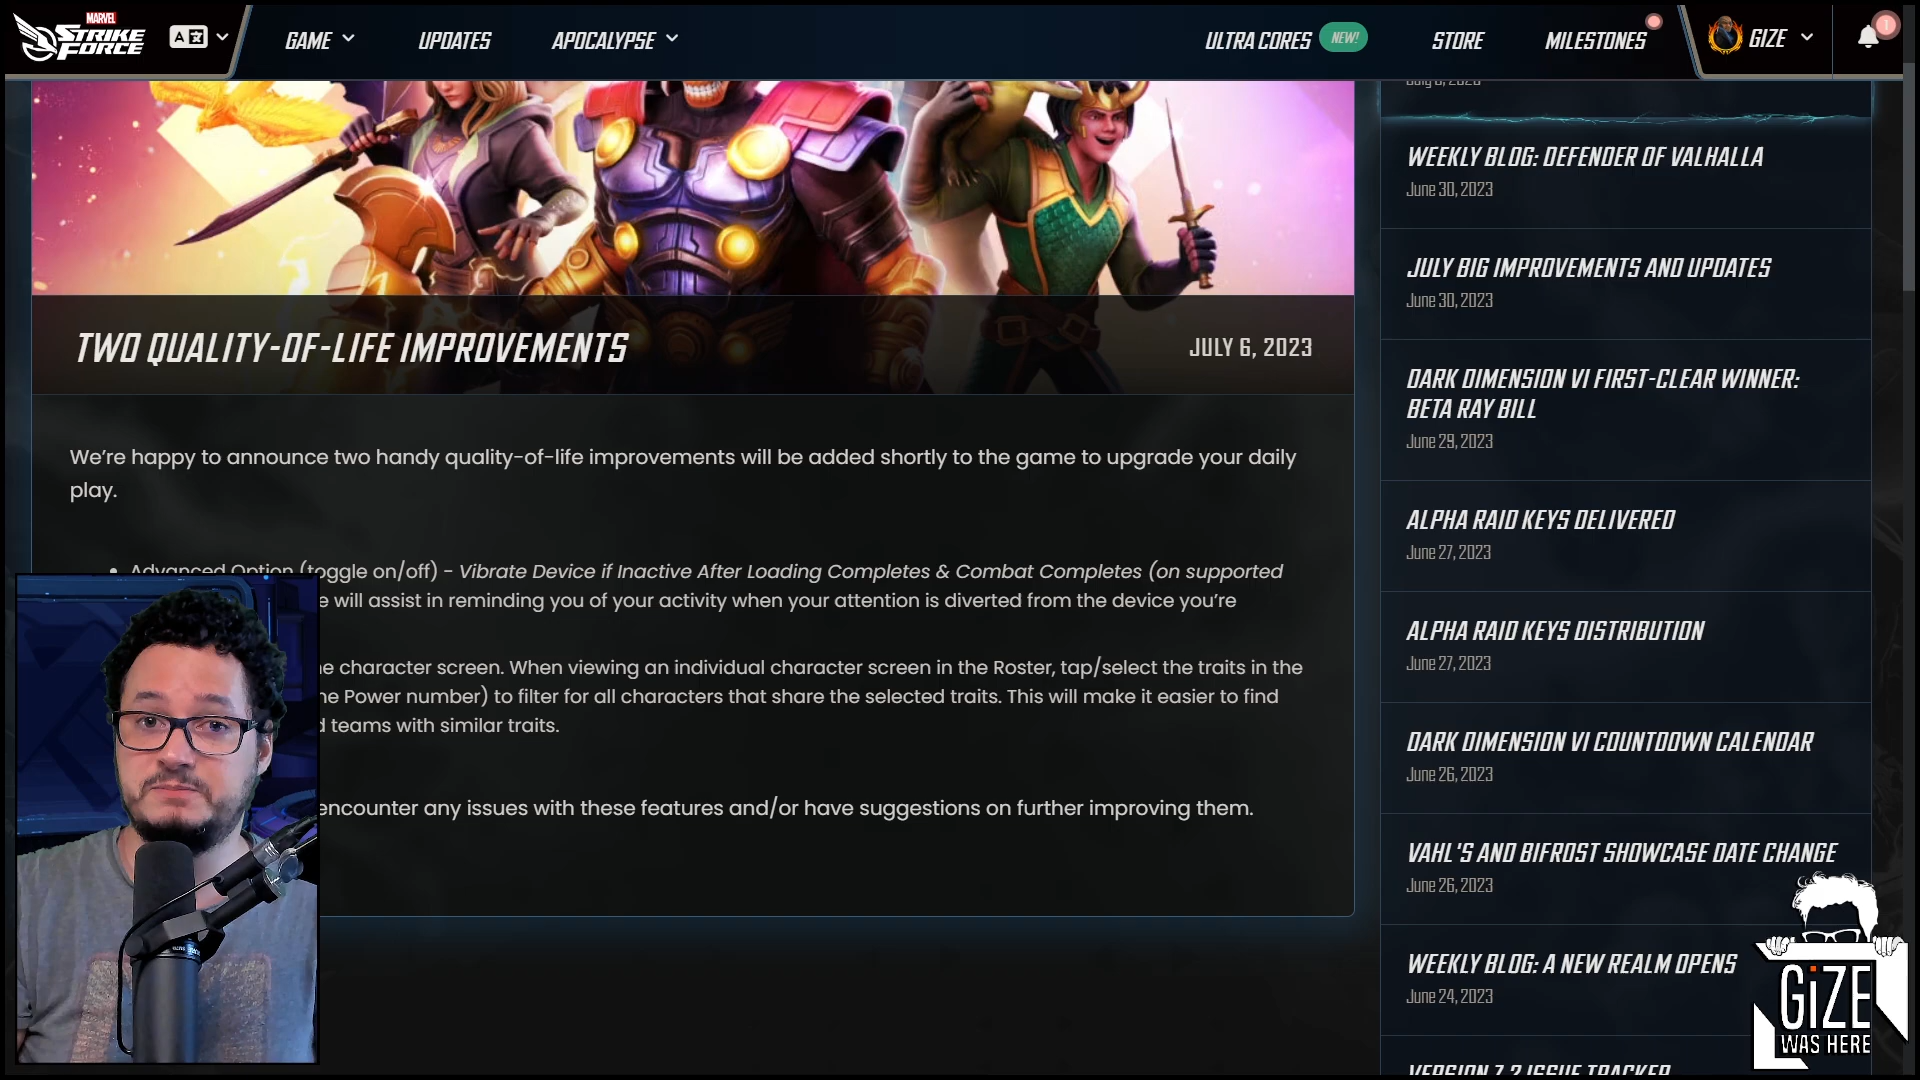 MARVEL
STRIKE
FORCE
GAME
UPDATES
APOCALYPSE
ULTRA CORES
NEW!
STORE
MILESTONES
GIZE
1
TWO QUALITY-OF-LIFE IMPROVEMENTS
JULY 6, 2023
We’re happy to announce two handy quality-of-life improvements will be added shortly to the game to upgrade your daily
play.
• Advanced Option (toggle on/off) - Vibrate Device if Inactive After Loading Completes & Combat Completes (on supported
will assist in reminding you of your activity when your attention is diverted from the device you’re
character screen. When viewing an individual character screen in the Roster, tap/select the traits in the
Power number) to filter for all characters that share the selected traits. This will make it easier to find
teams with similar traits.
encounter any issues with these features and/or have suggestions on further improving them.
WEEKLY BLOG: DEFENDER OF VALHALLA
June 30, 2023
JULY BIG IMPROVEMENTS AND UPDATES
June 30, 2023
DARK DIMENSION VI FIRST-CLEAR WINNER:
BETA RAY BILL
June 29, 2023
ALPHA RAID KEYS DELIVERED
June 27, 2023
ALPHA RAID KEYS DISTRIBUTION
June 27, 2023
DARK DIMENSION VI COUNTDOWN CALENDAR
June 26, 2023
VAHL'S AND BIFROST SHOWCASE DATE CHANGE
June 26, 2023
WEEKLY BLOG: A NEW REALM OPENS
June 24, 2023
VERSION 7.2 ISSUE TRACKER
GiZE
WAS HERE